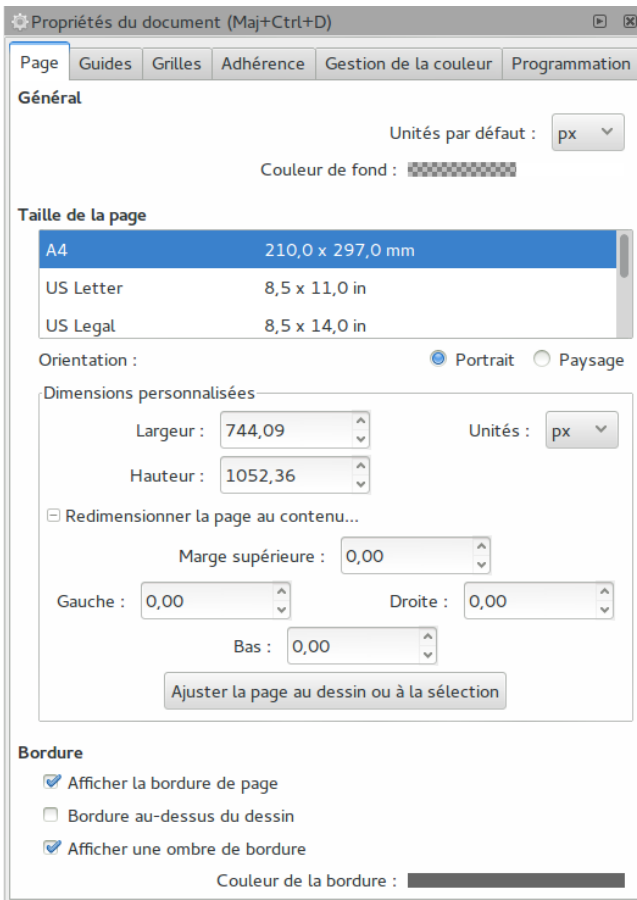 Propriétés du document (Maj+Ctrl+D)
Page Guides Grilles Adhérence Gestion de la couleur Programmation
Général
Unités par défaut : px
Couleur de fond :
Taille de la page
A4 210,0 x 297,0 mm
US Letter 8,5 x 11,0 in
US Legal 8,5 x 14,0 in
Orientation : Portrait Paysage
Dimensions personnalisées
Largeur : 744,09 Unités : px
Hauteur : 1052,36
Redimensionner la page au contenu...
Marge supérieure : 0,00
Gauche : 0,00 Droite : 0,00
Bas : 0,00
Ajuster la page au dessin ou à la sélection
Bordure
Afficher la bordure de page
Bordure au-dessus du dessin
Afficher une ombre de bordure
Couleur de la bordure :